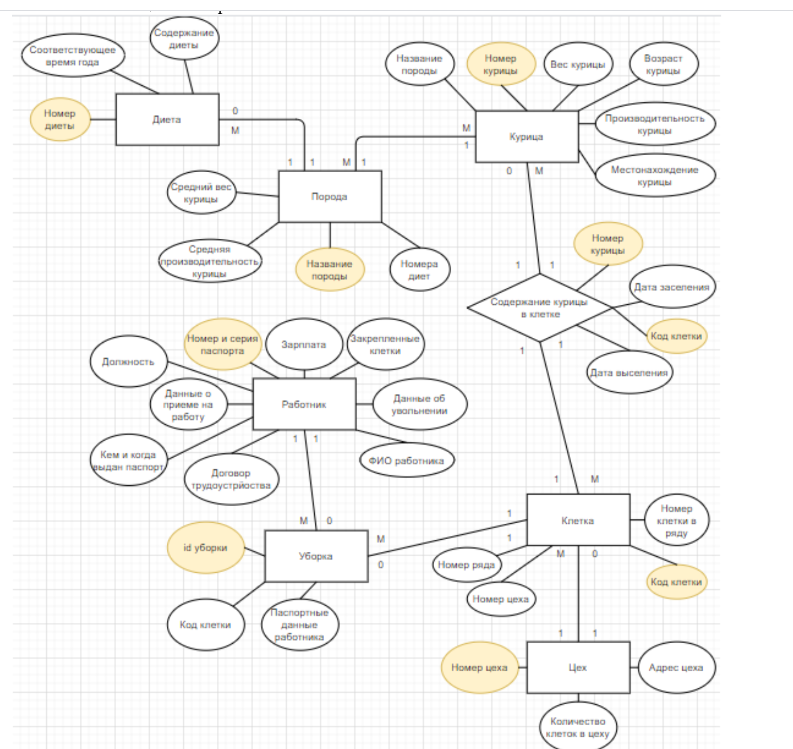 Соответствующее
время года
Содержание
диеты
Номер
диеты
Диета
0
М
1
1
М
1
Название
породы
Номер
курицы
Вес курицы
Возраст
курицы
Производительность
курицы
Местонахождение
курицы
Курица
М
1
0
М
Средний вес
курицы
Порода
Средняя
производительность
курицы
Название
породы
Номера
диет
Номер
курицы
1
1
Содержание курицы
в клетке
Дата заселения
Код клетки
Дата выселения
1
1
Номер и серия
паспорта
Зарплата
Закрепленные
клетки
Должность
Данные о
приеме на
работу
Работник
Данные об
увольнении
Кем и когда
выдан паспорт
Договор
трудоустрйоства
ФИО работника
1
1
М
0
id уборки
Уборка
М
0
Код клетки
Паспортные
данные
работника
1
М
1
1
Клетка
Номер
клетки в
ряду
Номер ряда
М
0
Код клетки
Номер цеха
1
1
Номер цеха
Цех
Адрес цеха
Количество
клеток в цеху